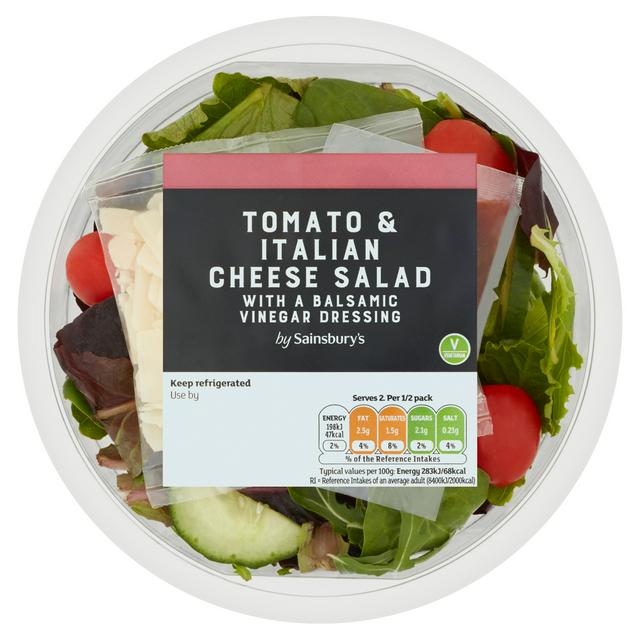 TOMATO &
ITALIAN
CHEESE SALAD
WITH A BALSAMIC
VINEGAR DRESSING
by Sainsbury's
V
VEGETARIAN
Keep refrigerated
Use by
Serves 2. Per 1/2 pack
ENERGY FAT SATURATES SUGARS SALT
198kJ 2.5g 1.5g 2.1g 0.21g
47kcal
2% 4% 8% 2% 4%
% of the Reference Intakes
Typical values per 100g: Energy 283kJ/68kcal
RI = Reference Intakes of an average adult (8400kJ/2000kcal)